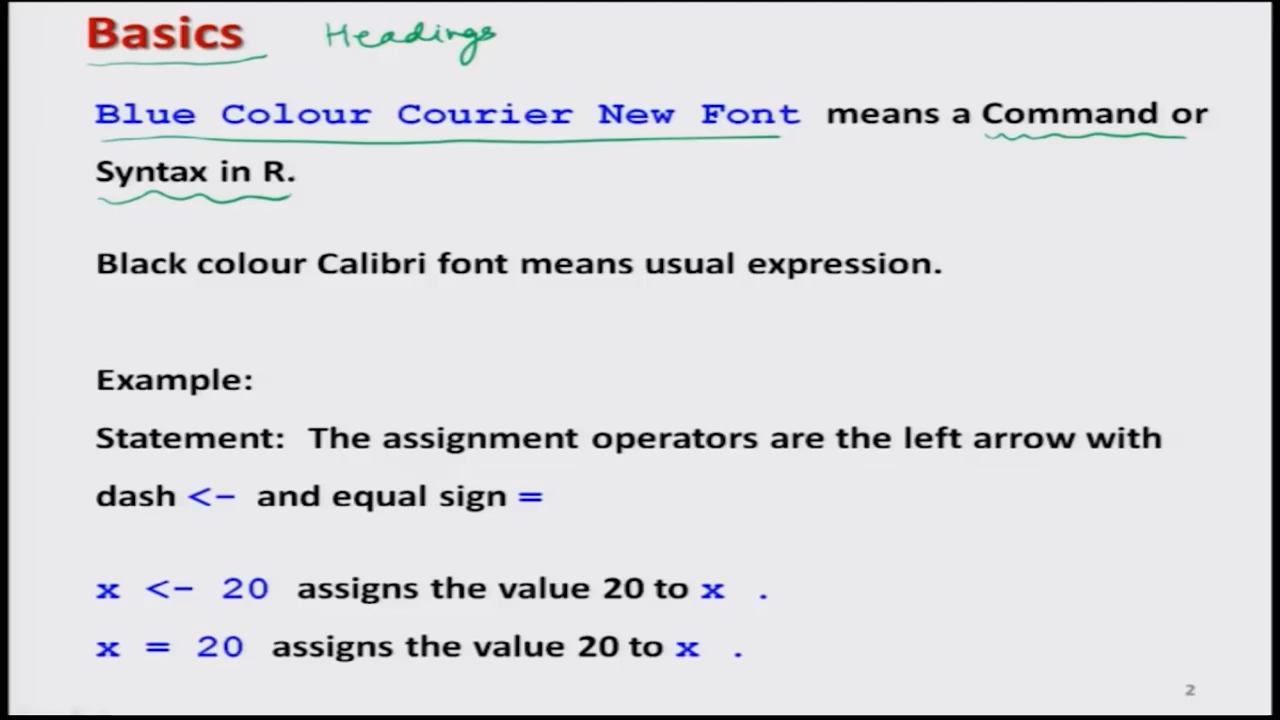 Basics Headings
Blue Colour Courier New Font means a Command or
Syntax in R.
Black colour Calibri font means usual expression.
Example:
Statement: The assignment operators are the left arrow with
dash <- and equal sign =
x <- 20 assigns the value 20 to x .
x = 20 assigns the value 20 to x .
2